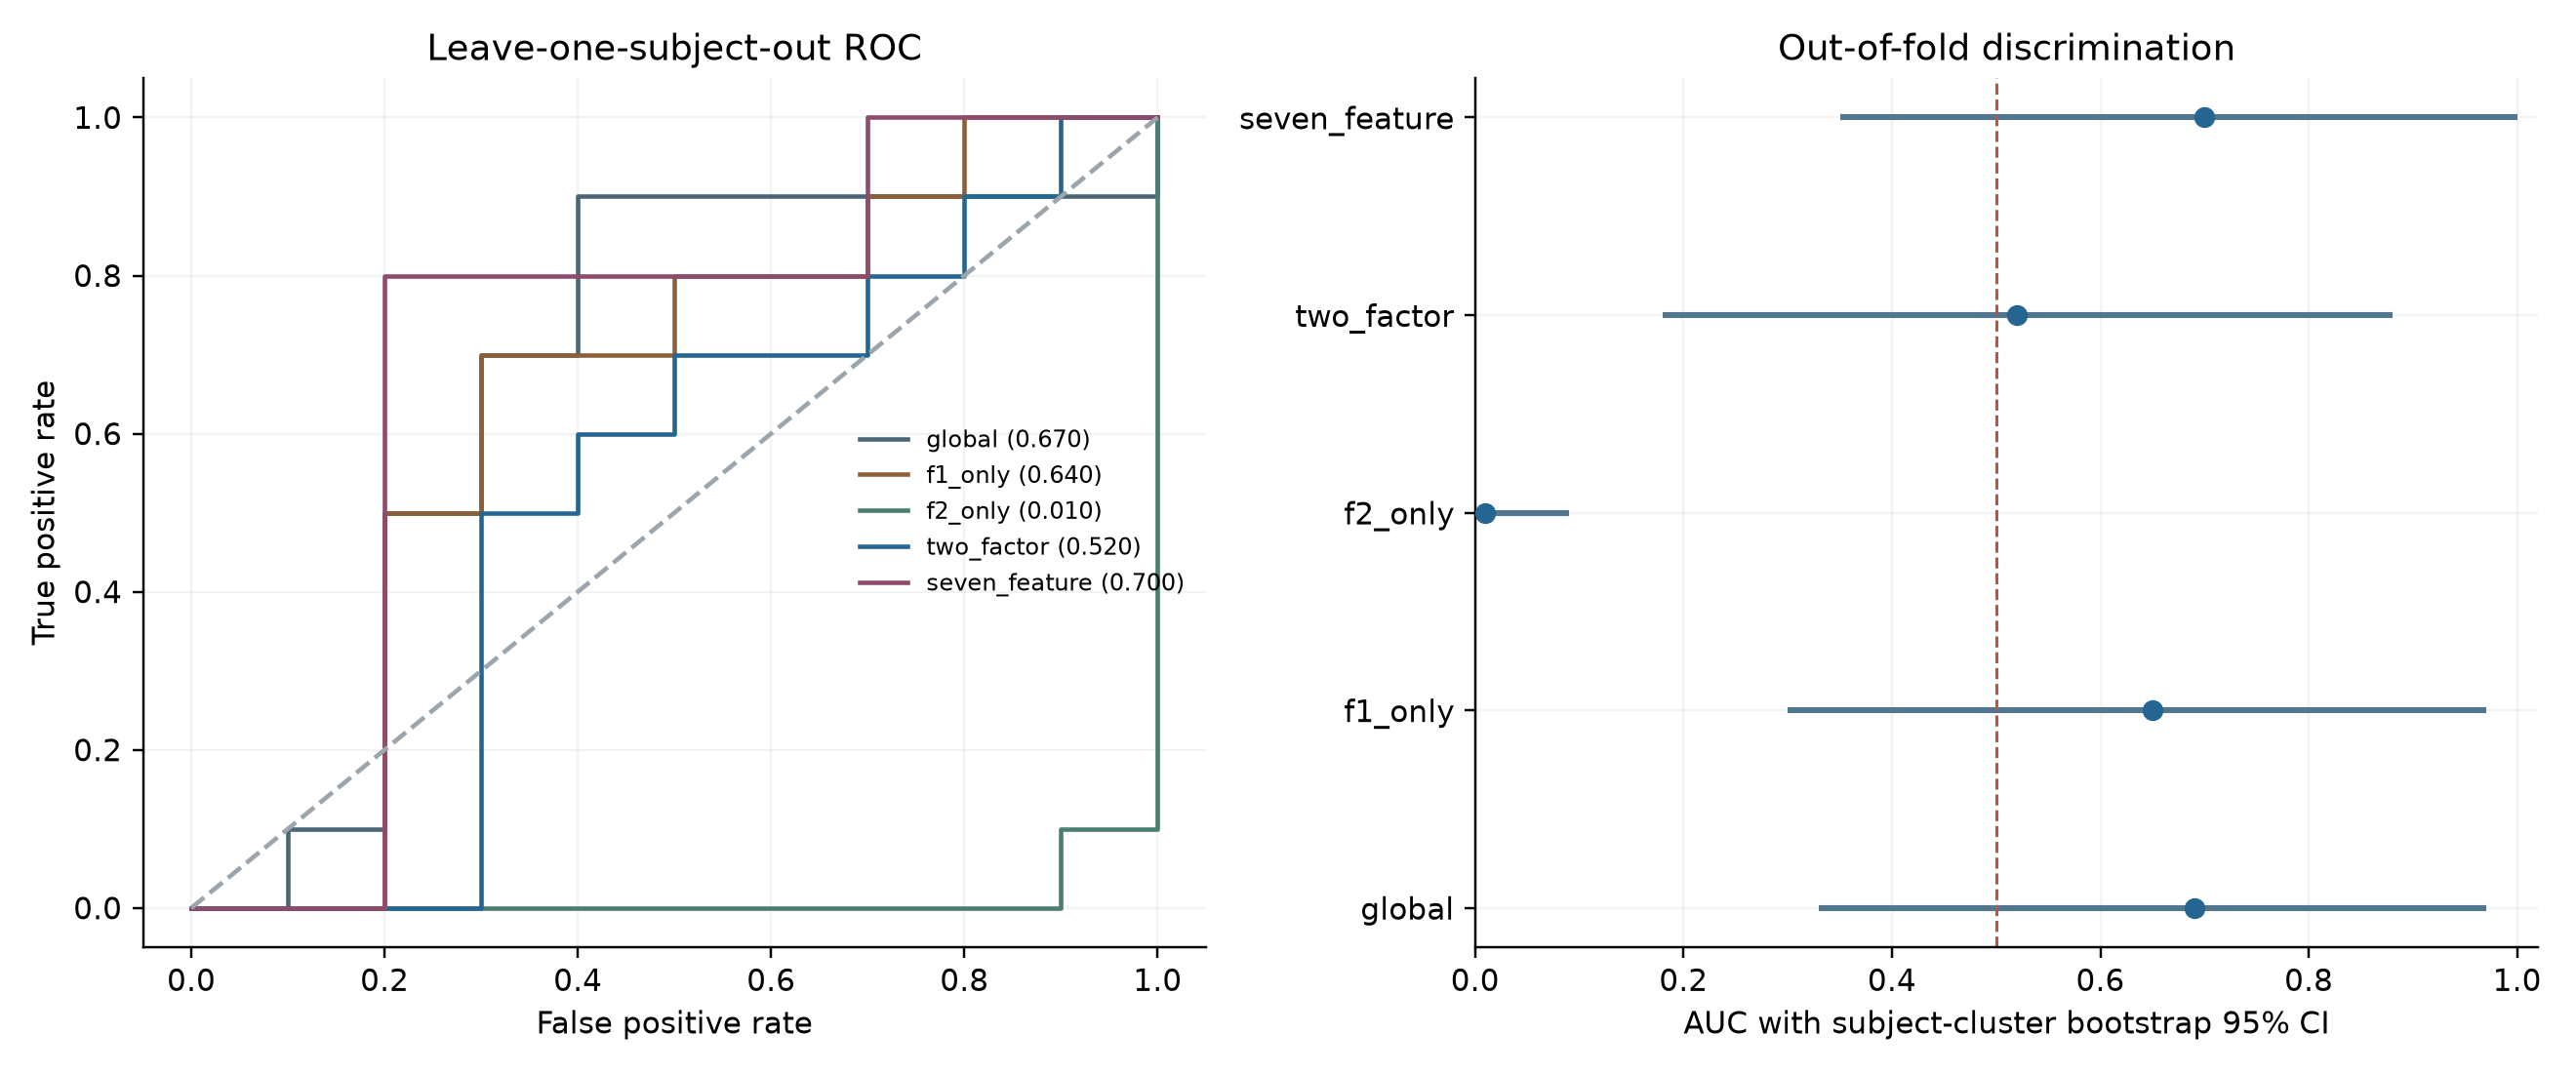 Leave-one-subject-out ROC
True positive rate
1.0
0.8
0.6
0.4
0.2
0.0
global (0.670)
f1_only (0.640)
f2_only (0.010)
two_factor (0.520)
seven_feature (0.700)
0.0 0.2 0.4 0.6 0.8 1.0
False positive rate
Out-of-fold discrimination
seven_feature
two_factor
f2_only
f1_only
global
0.0 0.2 0.4 0.6 0.8 1.0
AUC with subject-cluster bootstrap 95% CI